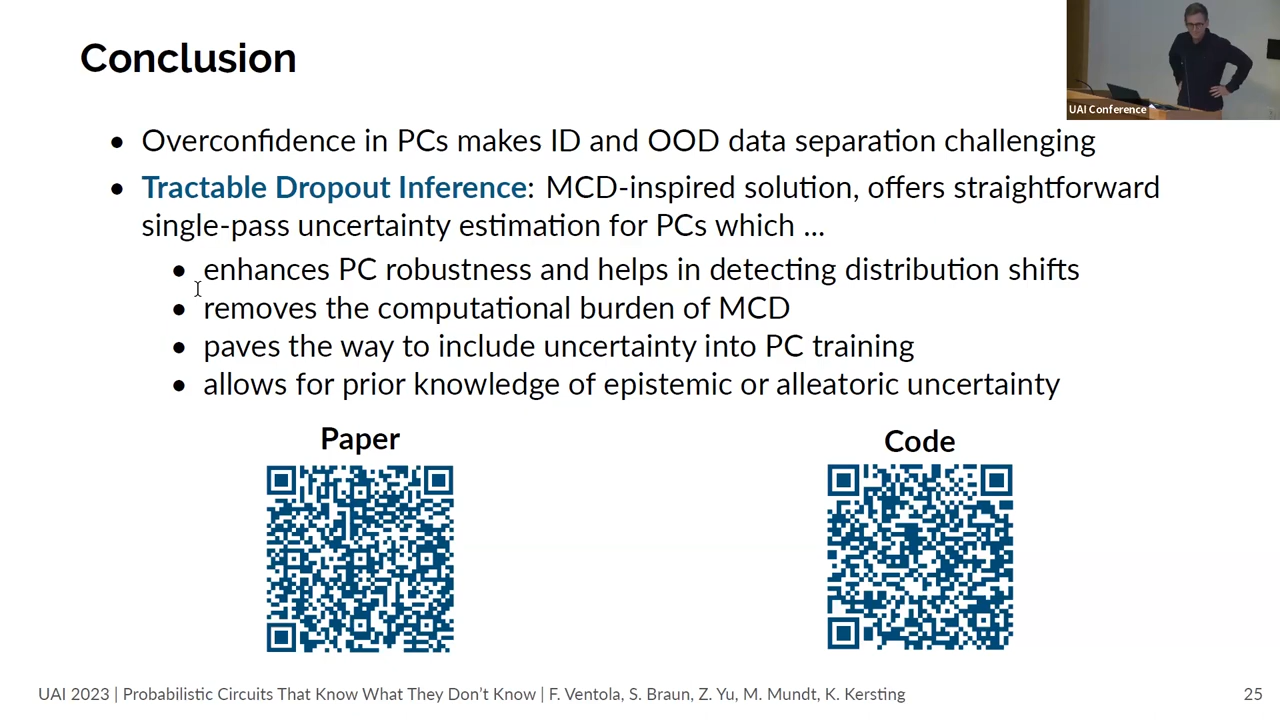 Conclusion
UAI Conference
• Overconfidence in PCs makes ID and OOD data separation challenging
• Tractable Dropout Inference: MCD-inspired solution, offers straightforward
single-pass uncertainty estimation for PCs which ...
• enhances PC robustness and helps in detecting distribution shifts
• removes the computational burden of MCD
• paves the way to include uncertainty into PC training
• allows for prior knowledge of epistemic or alleatoric uncertainty
Paper
Code
UAI 2023 | Probabilistic Circuits That Know What They Don't Know | F. Ventola, S. Braun, Z. Yu, M. Mundt, K. Kersting
25